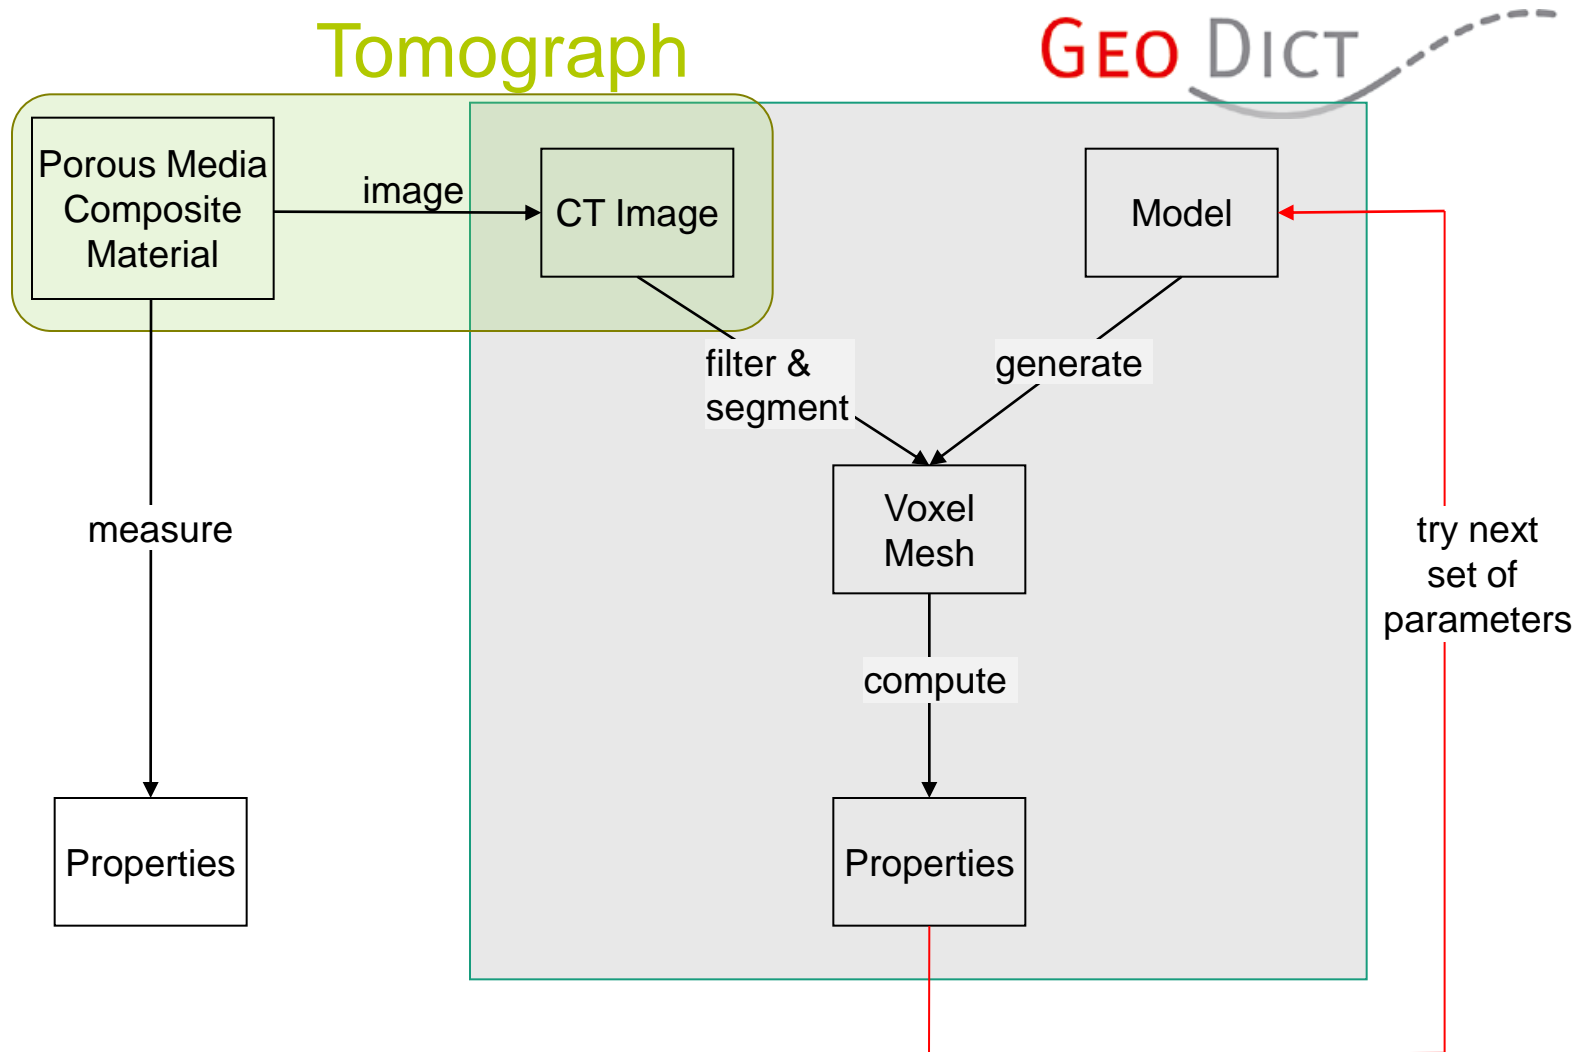 Tomograph
GEO DICT
Porous Media
Composite
Material
image
CT Image
Model
filter &
segment
generate
Voxel
Mesh
measure
try next
set of
parameters
compute
Properties
Properties